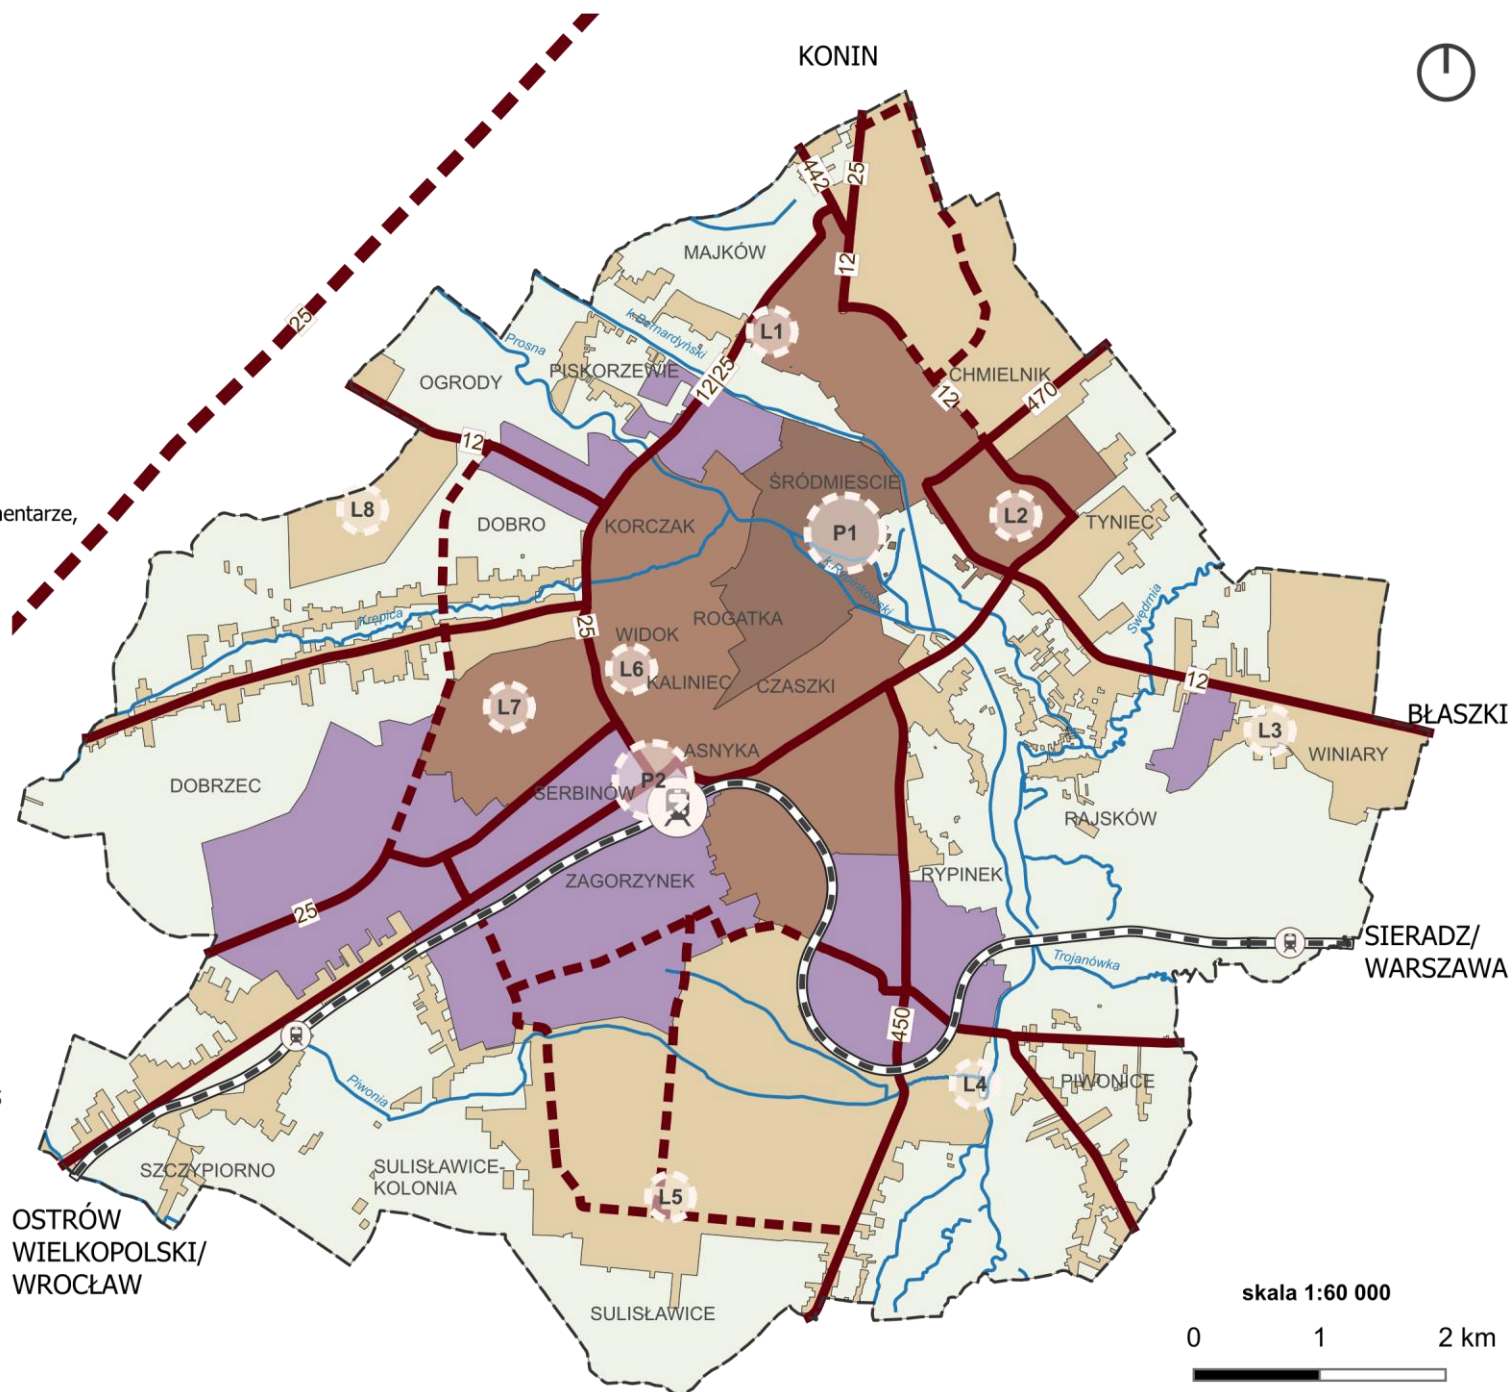 KONIN
442
25
12
MAJKÓW
25
k.Bernardyński
L1
Prosna
PISKORZEWIE
OGRODY
12|25
CHMIELNIK
12
470
12
ŚRÓDMIEŚCIE
L8
mentarze,
DOBRO
KORCZAK
P1
L2
TYNIEC
k.Rypinkowski
Krępica
25
WIDOK
ROGATKA
Swędrnia
L6
KALINIEC
CZASZKI
12
L7
BŁASZKI
L3
WINIARY
ASNYKA
P2
DOBRZEC
SERBINÓW
RAJSKÓW
ZAGORZYNEK
RYPINEK
25
SIERADZ/
WARSZAWA
Trojanówka
450
Piwonia
L4
PIWONICE
SZCZYPIORNO
SULISŁAWICE-
KOLONIA
L5
OSTRÓW
WIELKOPOLSKI/
WROCŁAW
SULISŁAWICE
skala 1:60 000
0 1 2 km